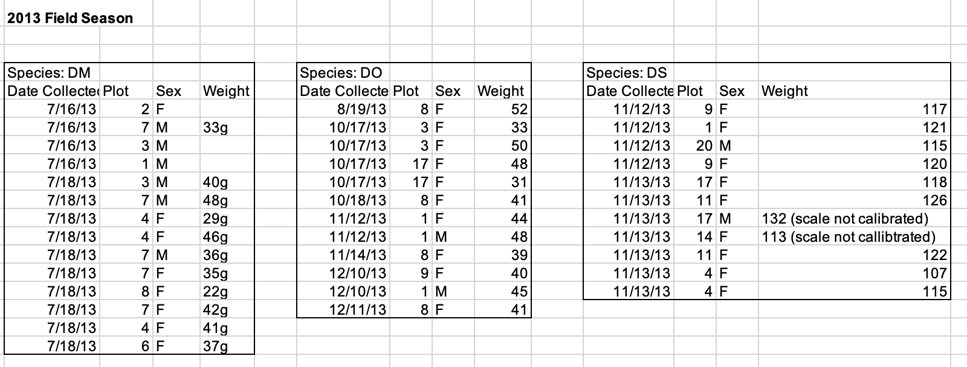 2013 Field Season
Species: DM
Date Collected Plot Sex Weight
7/16/13 2 F
7/16/13 7 M 33g
7/16/13 3 M
7/16/13 1 M
7/18/13 3 M 40g
7/18/13 7 M 48g
7/18/13 4 F 29g
7/18/13 4 F 46g
7/18/13 7 M 36g
7/18/13 7 F 35g
7/18/13 8 F 22g
7/18/13 7 F 42g
7/18/13 4 F 41g
7/18/13 6 F 37g
Species: DO
Date Collecte Plot Sex Weight
8/19/13 8 F 52
10/17/13 3 F 33
10/17/13 3 F 50
10/17/13 17 F 48
10/17/13 17 F 31
10/18/13 8 F 41
11/12/13 1 F 44
11/12/13 1 M 48
11/14/13 8 F 39
12/10/13 9 F 40
12/10/13 1 M 45
12/11/13 8 F 41
Species: DS
Date Collecte Plot Sex Weight
11/12/13 9 F 117
11/12/13 1 F 121
11/12/13 20 M 115
11/12/13 9 F 120
11/13/13 17 F 118
11/13/13 11 F 126
11/13/13 17 M 132 (scale not calibrated)
11/13/13 14 F 113 (scale not callibtrated)
11/13/13 11 F 122
11/13/13 4 F 107
11/13/13 4 F 115